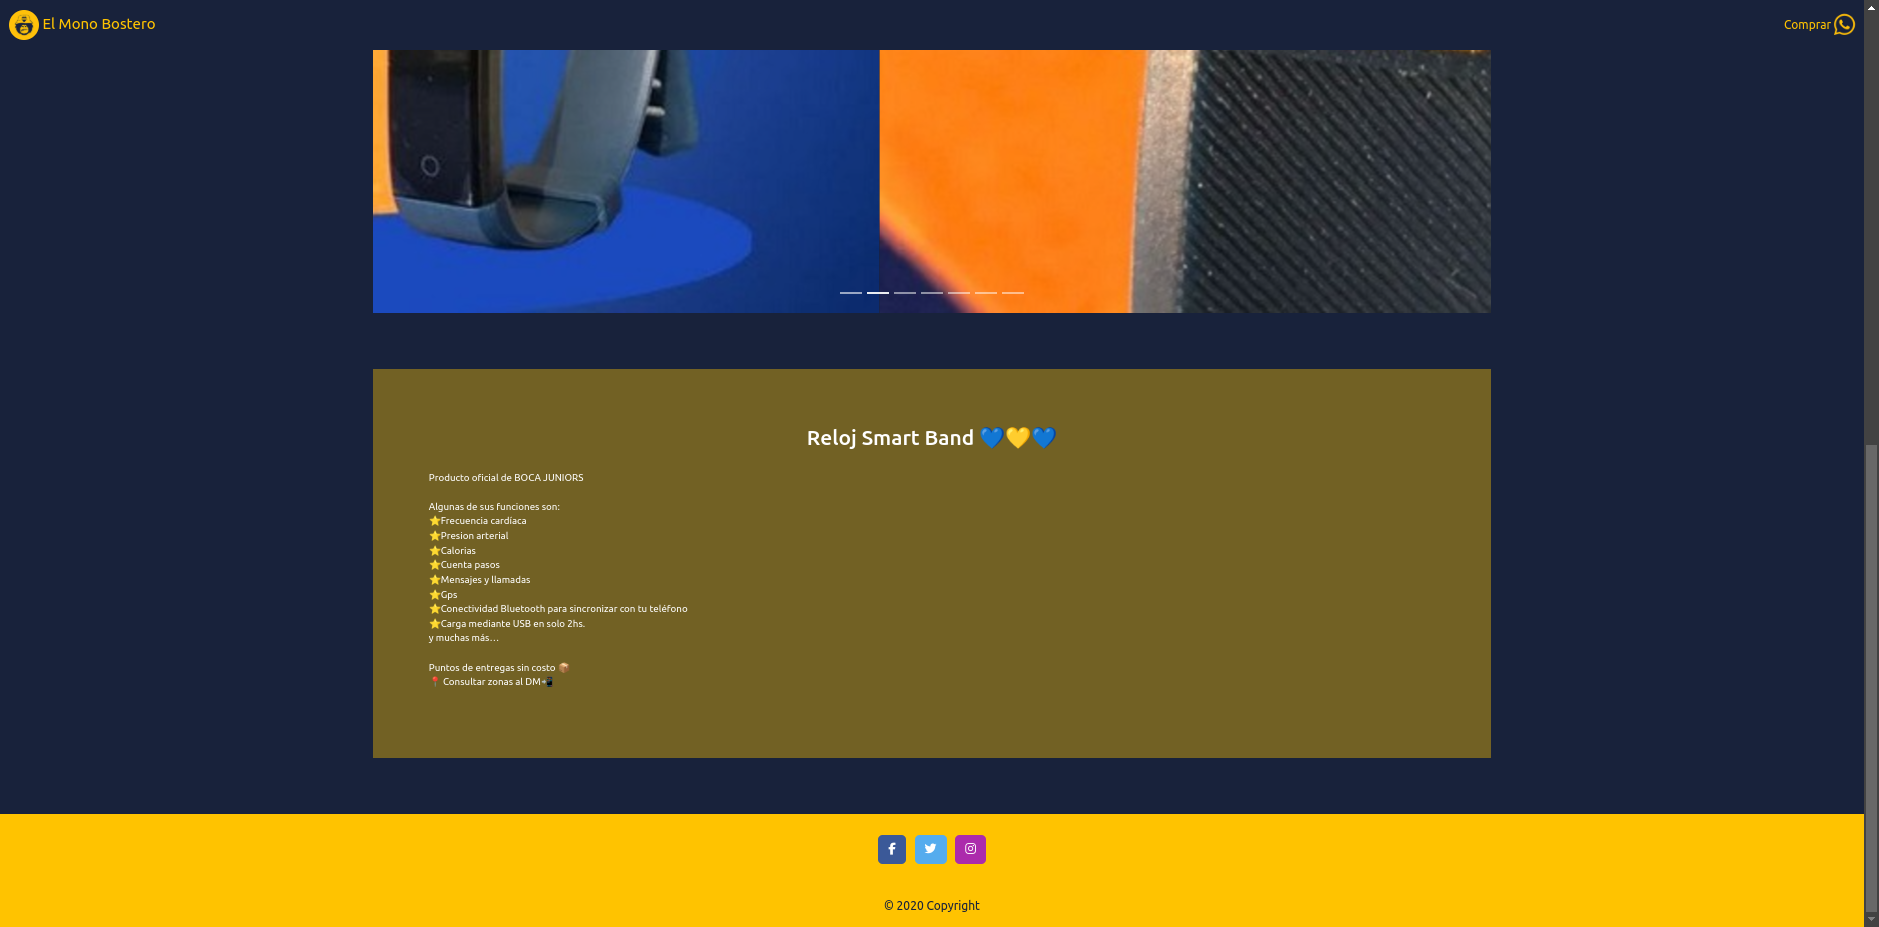 El Mono Bostero
Comprar
Reloj Smart Band 💙💛💙
Producto oficial de BOCA JUNIORS
Algunas de sus funciones son:
⭐Frecuencia cardíaca
⭐Presion arterial
⭐Calorias
⭐Cuenta pasos
⭐Mensajes y llamadas
⭐Gps
⭐Conectividad Bluetooth para sincronizar con tu teléfono
⭐Carga mediante USB en solo 2hs.
y muchas más...
Puntos de entregas sin costo 📦
📍Consultar zonas al DM📲
© 2020 Copyright